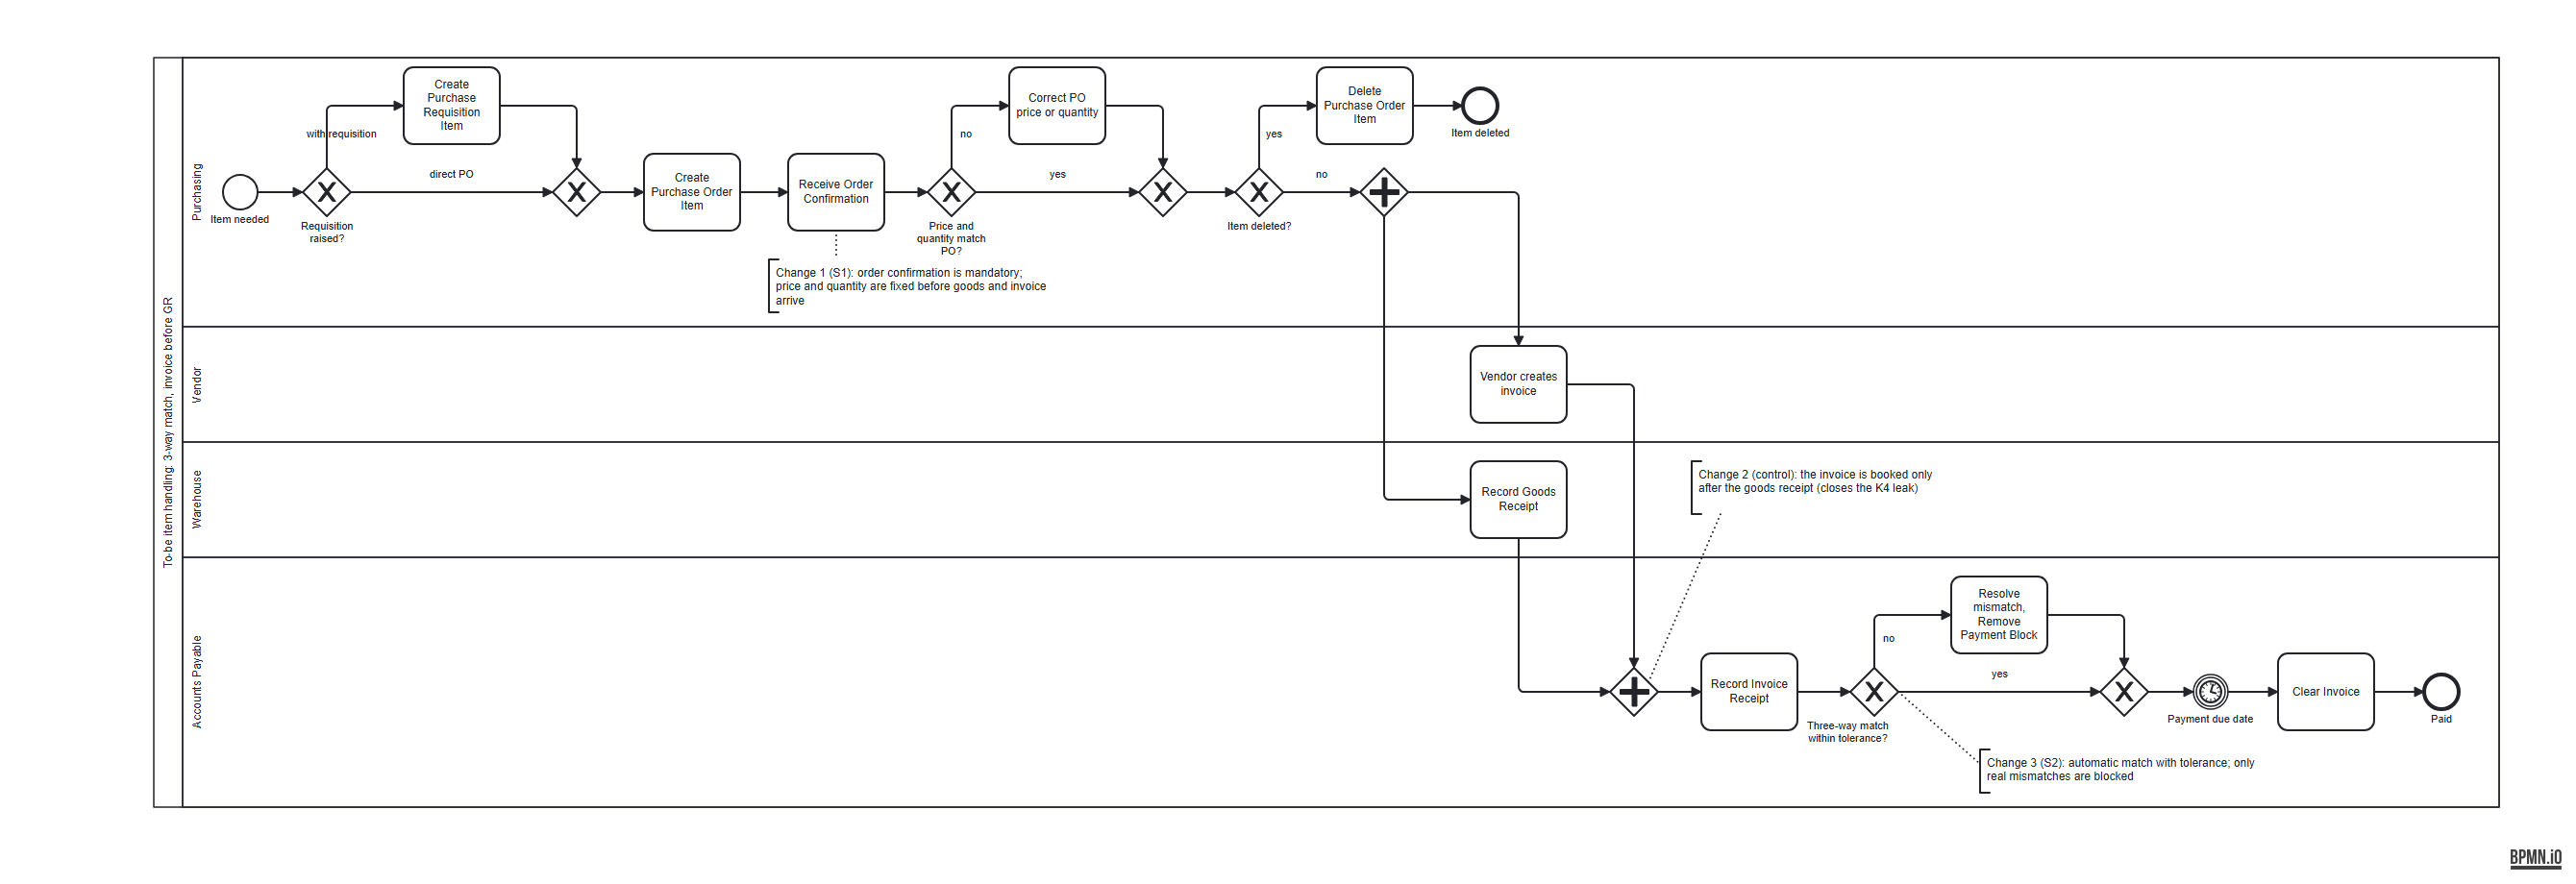 To-be item handling: 3-way match, invoice before GR
Purchasing
Item needed
with requisition
Requisition
raised?
Create
Purchase
Requisition
Item
direct PO
Create
Purchase Order
Item
Receive Order
Confirmation
Change 1 (S1): order confirmation is mandatory;
price and quantity are fixed before goods and invoice
arrive
Price and
quantity match
PO?
no
Correct PO
price or quantity
yes
Item deleted?
yes
Delete
Purchase Order
Item
Item deleted
no
Vendor
Vendor creates
invoice
Warehouse
Record Goods
Receipt
Change 2 (control): the invoice is booked only
after the goods receipt (closes the K4 leak)
Accounts Payable
Record Invoice
Receipt
Three-way match
within tolerance?
no
Resolve
mismatch,
Remove
Payment Block
yes
Payment due date
Clear Invoice
Paid
Change 3 (S2): automatic match with tolerance; only
real mismatches are blocked
BPMN.iO